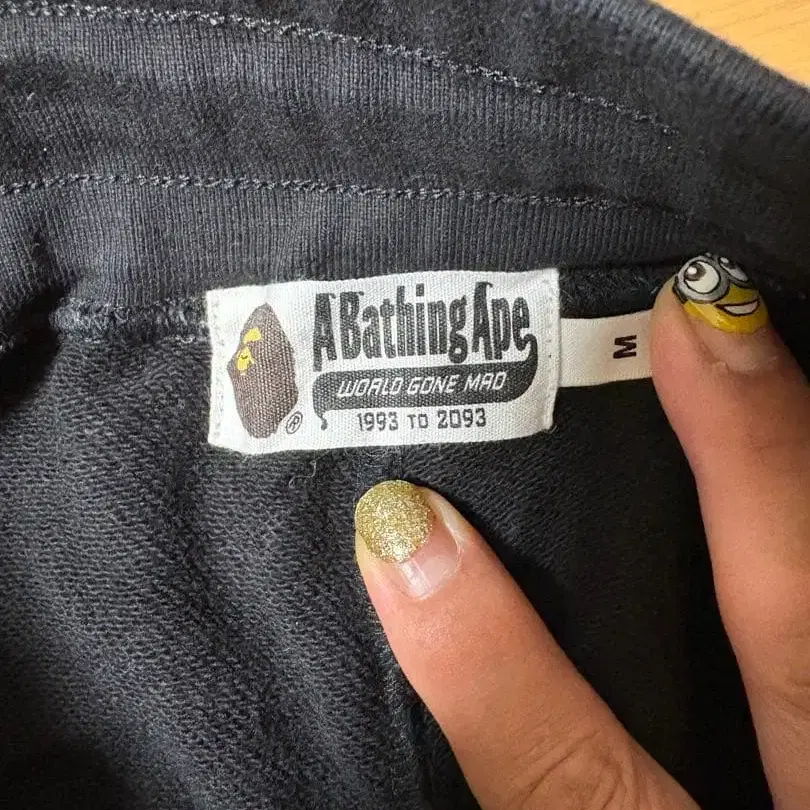 A Bathing Ape
WORLD GONE MAD
1993 TO 2093
®
M